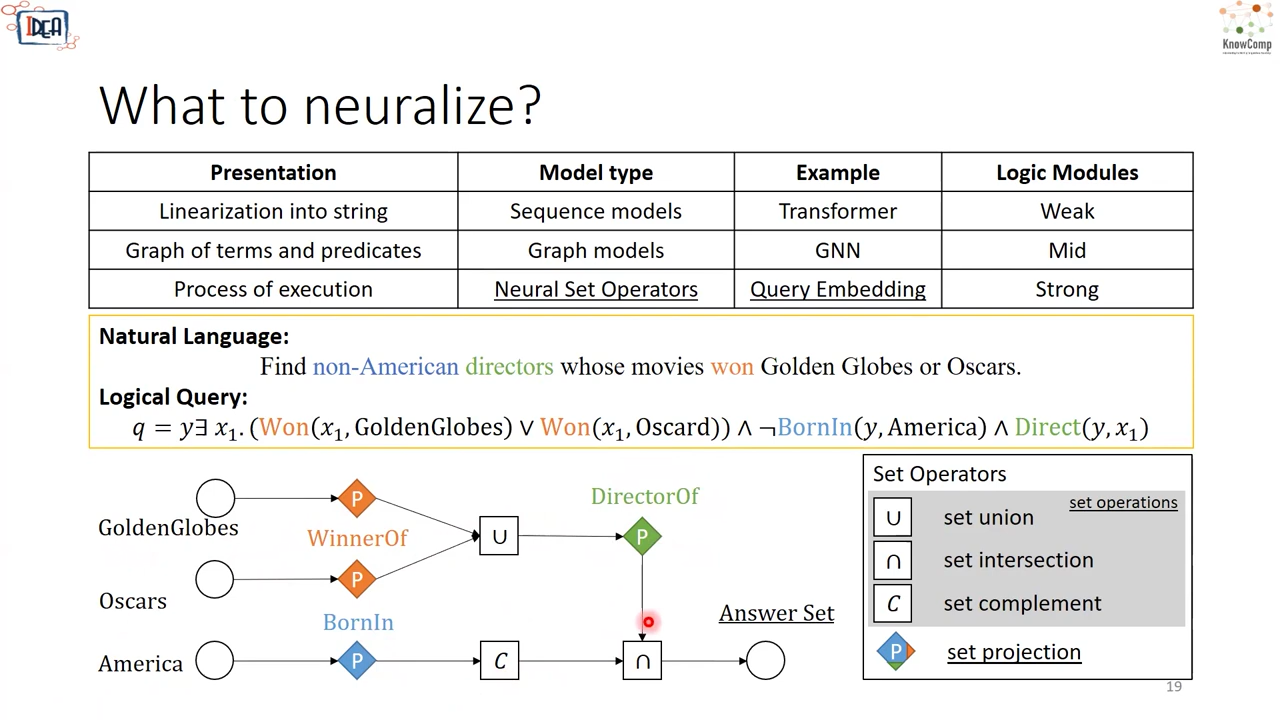 IDEA
KnowComp
What to neuralize?
Presentation Model type Example Logic Modules
Linearization into string Sequence models Transformer Weak
Graph of terms and predicates Graph models GNN Mid
Process of execution Neural Set Operators Query Embedding Strong
Natural Language:
Find non-American directors whose movies won Golden Globes or Oscars.
Logical Query:
q = y∃ x₁.(Won(x₁, GoldenGlobes) ∨ Won(x₁, Oscard)) ∧ ¬BornIn(y, America) ∧ Direct(y, x₁)
GoldenGlobes
P
WinnerOf
∪
DirectorOf
P
Oscars
P
BornIn
America
P
C
∩
Answer Set
Set Operators
set operations
∪ set union
∩ set intersection
C set complement
P set projection
19